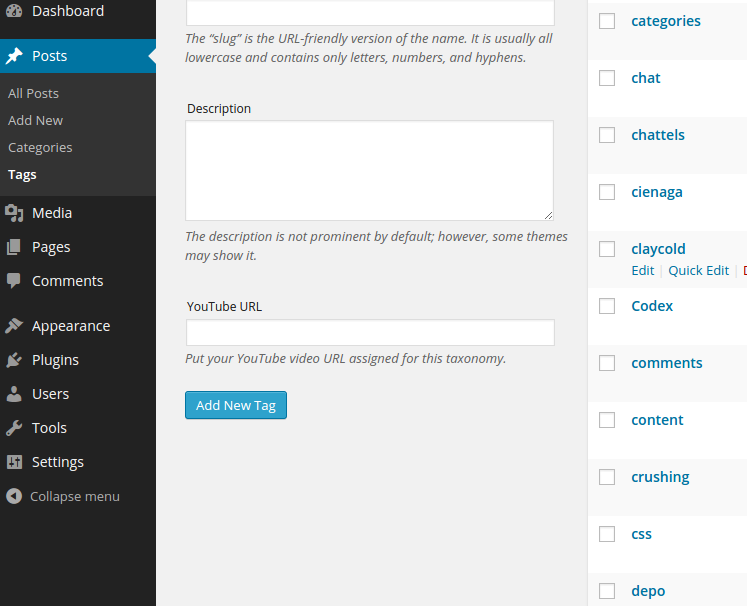 Dashboard
Posts
All Posts
Add New
Categories
Tags
Media
Pages
Comments
Appearance
Plugins
Users
Tools
Settings
Collapse menu
The “slug” is the URL-friendly version of the name. It is usually all
lowercase and contains only letters, numbers, and hyphens.
Description
The description is not prominent by default; however, some themes
may show it.
YouTube URL
Put your YouTube video URL assigned for this taxonomy.
Add New Tag
categories
chat
chattels
cienaga
claycold
Edit | Quick Edit |
Codex
comments
content
crushing
css
depo